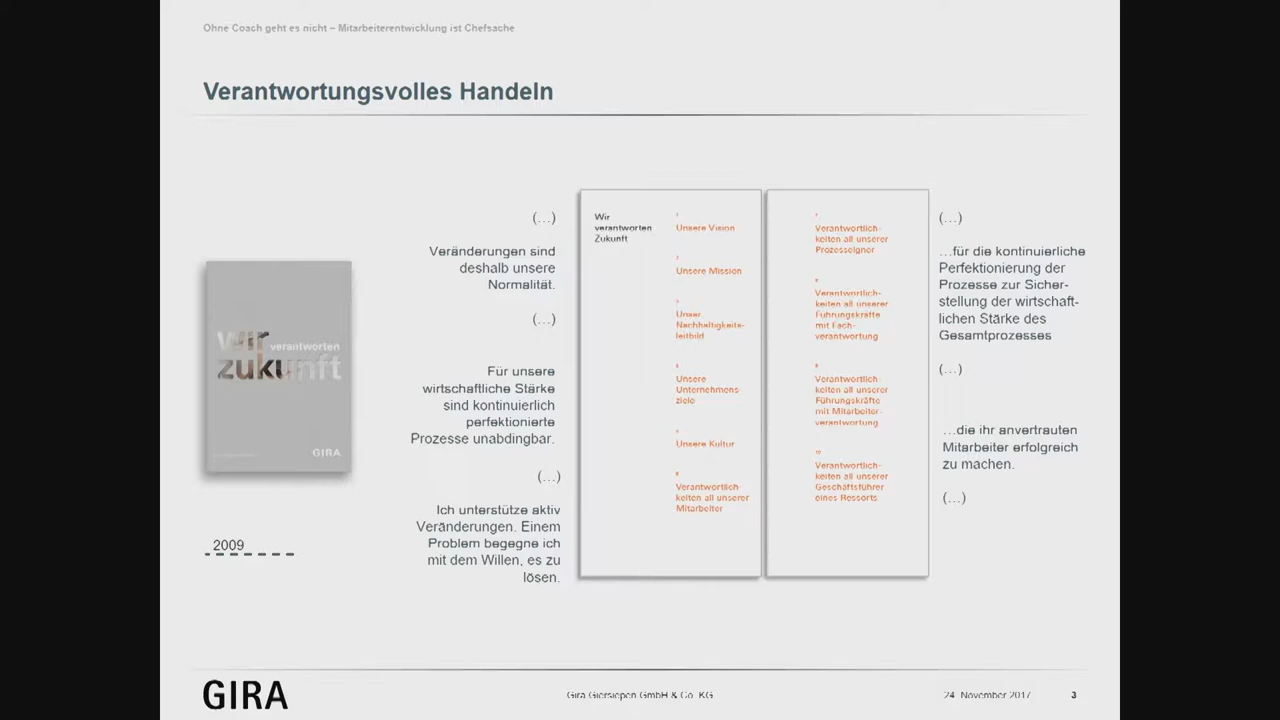 Ohne Coach geht es nicht – Mitarbeiterentwicklung ist Chefsache
Verantwortungsvolles Handeln
wir verantworten
zukunft
GIRA
2009
(…)
Veränderungen sind
deshalb unsere
Normalität.
(…)
Für unsere
wirtschaftliche Stärke
sind kontinuierlich
perfektionierte
Prozesse unabdingbar.
(…)
Ich unterstütze aktiv
Veränderungen. Einem
Problem begegne ich
mit dem Willen, es zu
lösen.
Wir
verantworten
Zukunft
Unsere Vision
Unsere Mission
Unser
Nachhaltigkeits-
leitbild
Unsere
Unternehmens-
ziele
Unsere Kultur
Verantwortlich-
keiten all unserer
Mitarbeiter
Verantwortlich-
keiten all unserer
Prozesseigner
Verantwortlich-
keiten all unserer
Führungskräfte
mit Fach-
verantwortung
Verantwortlich-
keiten all unserer
Führungskräfte
mit Mitarbeiter-
verantwortung
10
Verantwortlich-
keiten all unserer
Geschäftsführer
eines Ressorts
(…)
…für die kontinuierliche
Perfektionierung der
Prozesse zur Sicher-
stellung der wirtschaft-
lichen Stärke des
Gesamtprozesses
(…)
…die ihr anvertrauten
Mitarbeiter erfolgreich
zu machen.
(…)
GIRA
Gira Giersiepen GmbH & Co. KG
24. November 2017
3